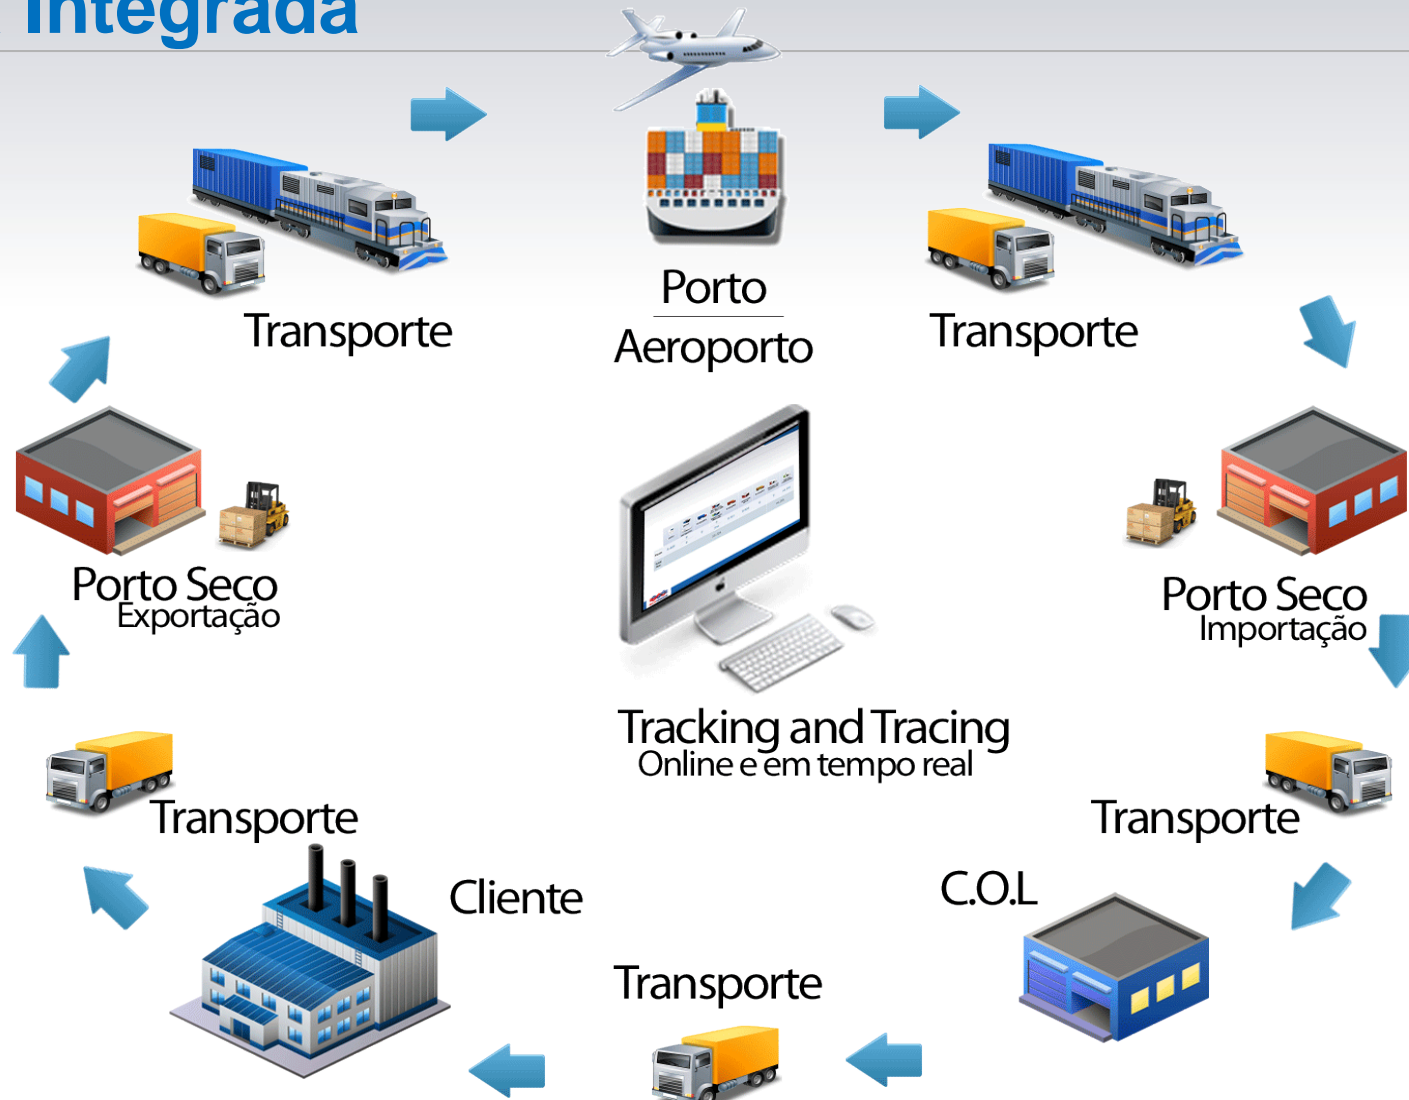 Integrada
Porto
Aeroporto
Transporte
Transporte
Porto Seco
Exportação
Porto Seco
Importação
Tracking and Tracing
Online e em tempo real
Transporte
Transporte
Cliente
C.O.L
Transporte